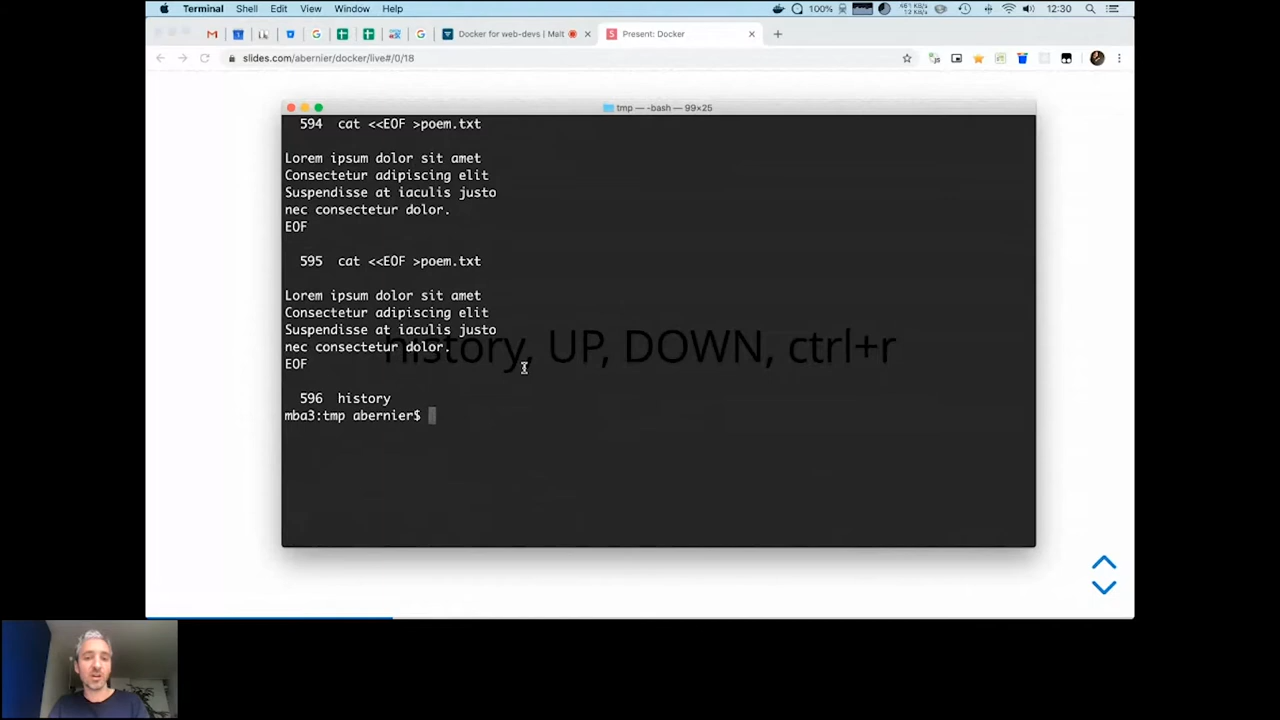 Terminal Shell Edit View Window Help 100% 12:30
Docker for web-devs | Malt Present: Docker
slides.com/abernier/docker/live#/0/18
tmp — -bash — 99×25
594 cat <<EOF >poem.txt
Lorem ipsum dolor sit amet
Consectetur adipiscing elit
Suspendisse at iaculis justo
nec consectetur dolor.
EOF
595 cat <<EOF >poem.txt
Lorem ipsum dolor sit amet
Consectetur adipiscing elit
Suspendisse at iaculis justo
nec consectetur dolor.
history, UP, DOWN, ctrl+r
EOF
596 history
mba3:tmp abernier$